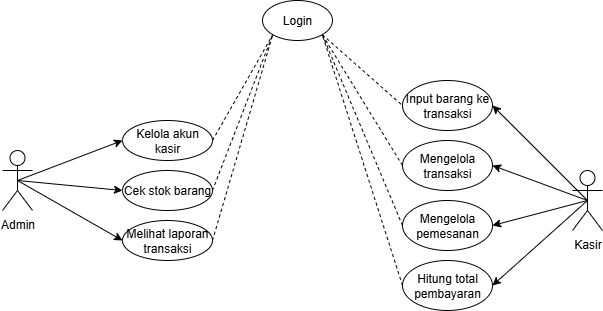 Login
Input barang ke
transaksi
Kelola akun
kasir
Mengelola
transaksi
Cek stok barang
Admin
Melihat laporan
transaksi
Mengelola
pemesanan
Kasir
Hitung total
pembayaran